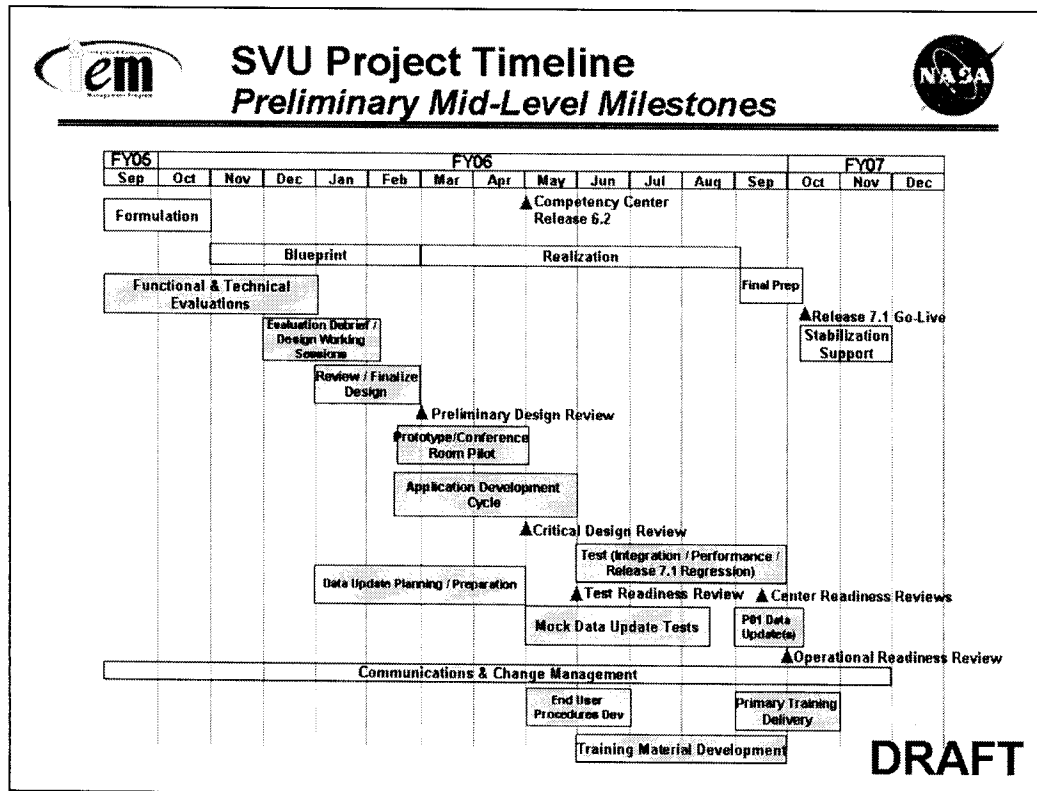 iem
SVU Project Timeline
NASA
Preliminary Mid-Level Milestones
FY05 FY06 FY07
Sep Oct Nov Dec Jan Feb Mar Apr May Jun Jul Aug Sep Oct Nov Dec
Formulation
Competency Center
Release 6.2
Blueprint
Realization
Functional & Technical
Evaluations
Final Prep
Release 7.1 Go-Live
Evaluation Debrief /
Design Working
Sessions
Stabilization
Support
Review / Finalize
Design
Preliminary Design Review
Prototype/Conference
Room Pilot
Application Development
Cycle
Critical Design Review
Test (Integration / Performance /
Release 7.1 Regression)
Data Update Planning / Preparation
Test Readiness Review
Center Readiness Reviews
Mock Data Update Tests
P01 Data
Update(s)
Operational Readiness Review
Communications & Change Management
End User
Procedures Dev
Primary Training
Delivery
Training Material Development
DRAFT